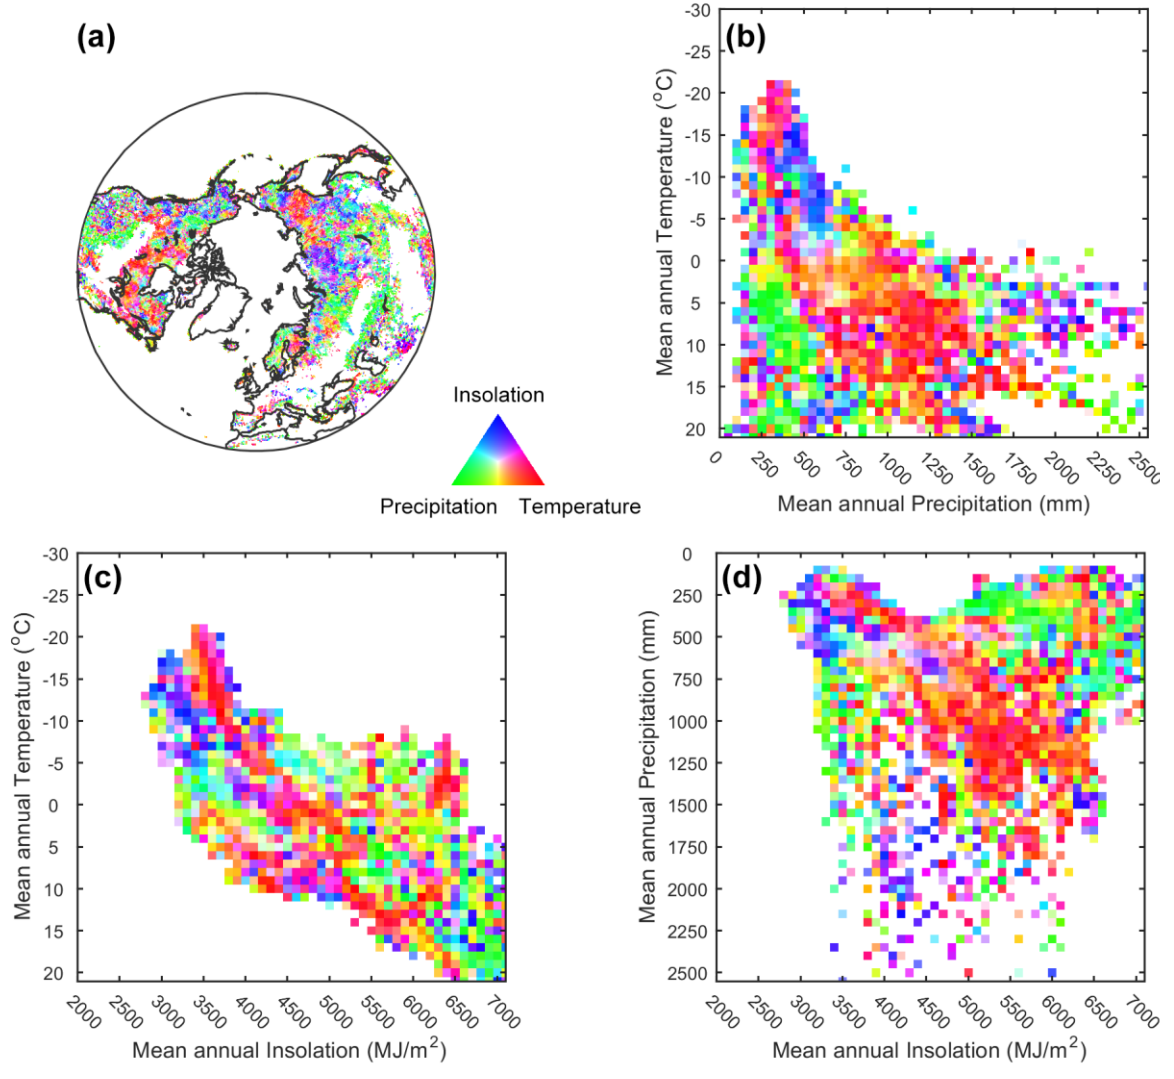 (a)
Insolation
Precipitation Temperature
(b)
-30
-25
-20
-15
-10
-5
0
5
10
15
20
Mean annual Temperature (°C)
0 250 500 750 1000 1250 1500 1750 2000 2250 2500
Mean annual Precipitation (mm)
(c)
-30
-25
-20
-15
-10
-5
0
5
10
15
20
Mean annual Temperature (°C)
2000 2500 3000 3500 4000 4500 5000 5500 6000 6500 7000
Mean annual Insolation (MJ/m²)
(d)
0
250
500
750
1000
1250
1500
1750
2000
2250
2500
Mean annual Precipitation (mm)
2000 2500 3000 3500 4000 4500 5000 5500 6000 6500 7000
Mean annual Insolation (MJ/m²)